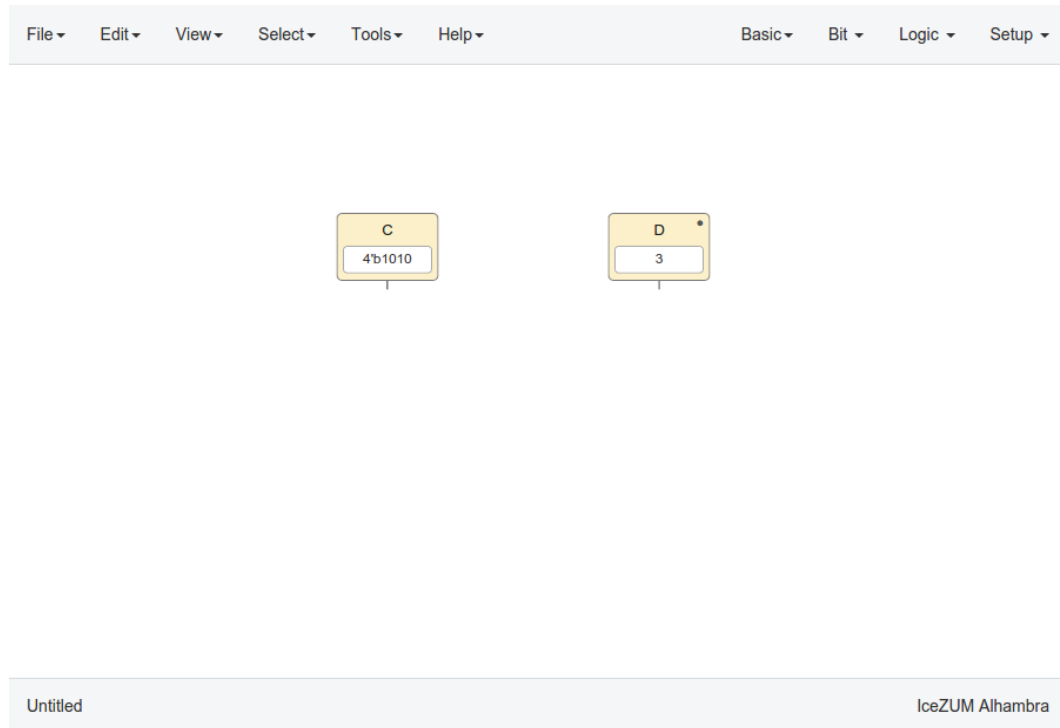 File Edit View Select Tools Help Basic Bit Logic Setup
C D
4'b1010 3
Untitled IceZUM Alhambra